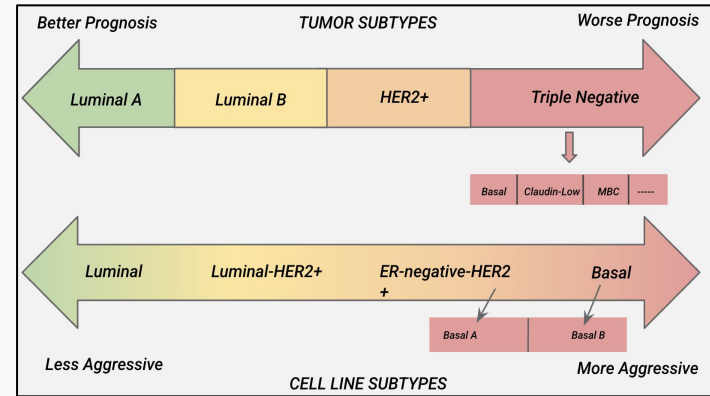 Better Prognosis TUMOR SUBTYPES Worse Prognosis
Luminal A Luminal B HER2+ Triple Negative
Basal Claudin-Low MBC -----
Luminal Luminal-HER2+ ER-negative-HER2 Basal
+
Basal A Basal B
Less Aggressive More Aggressive
CELL LINE SUBTYPES